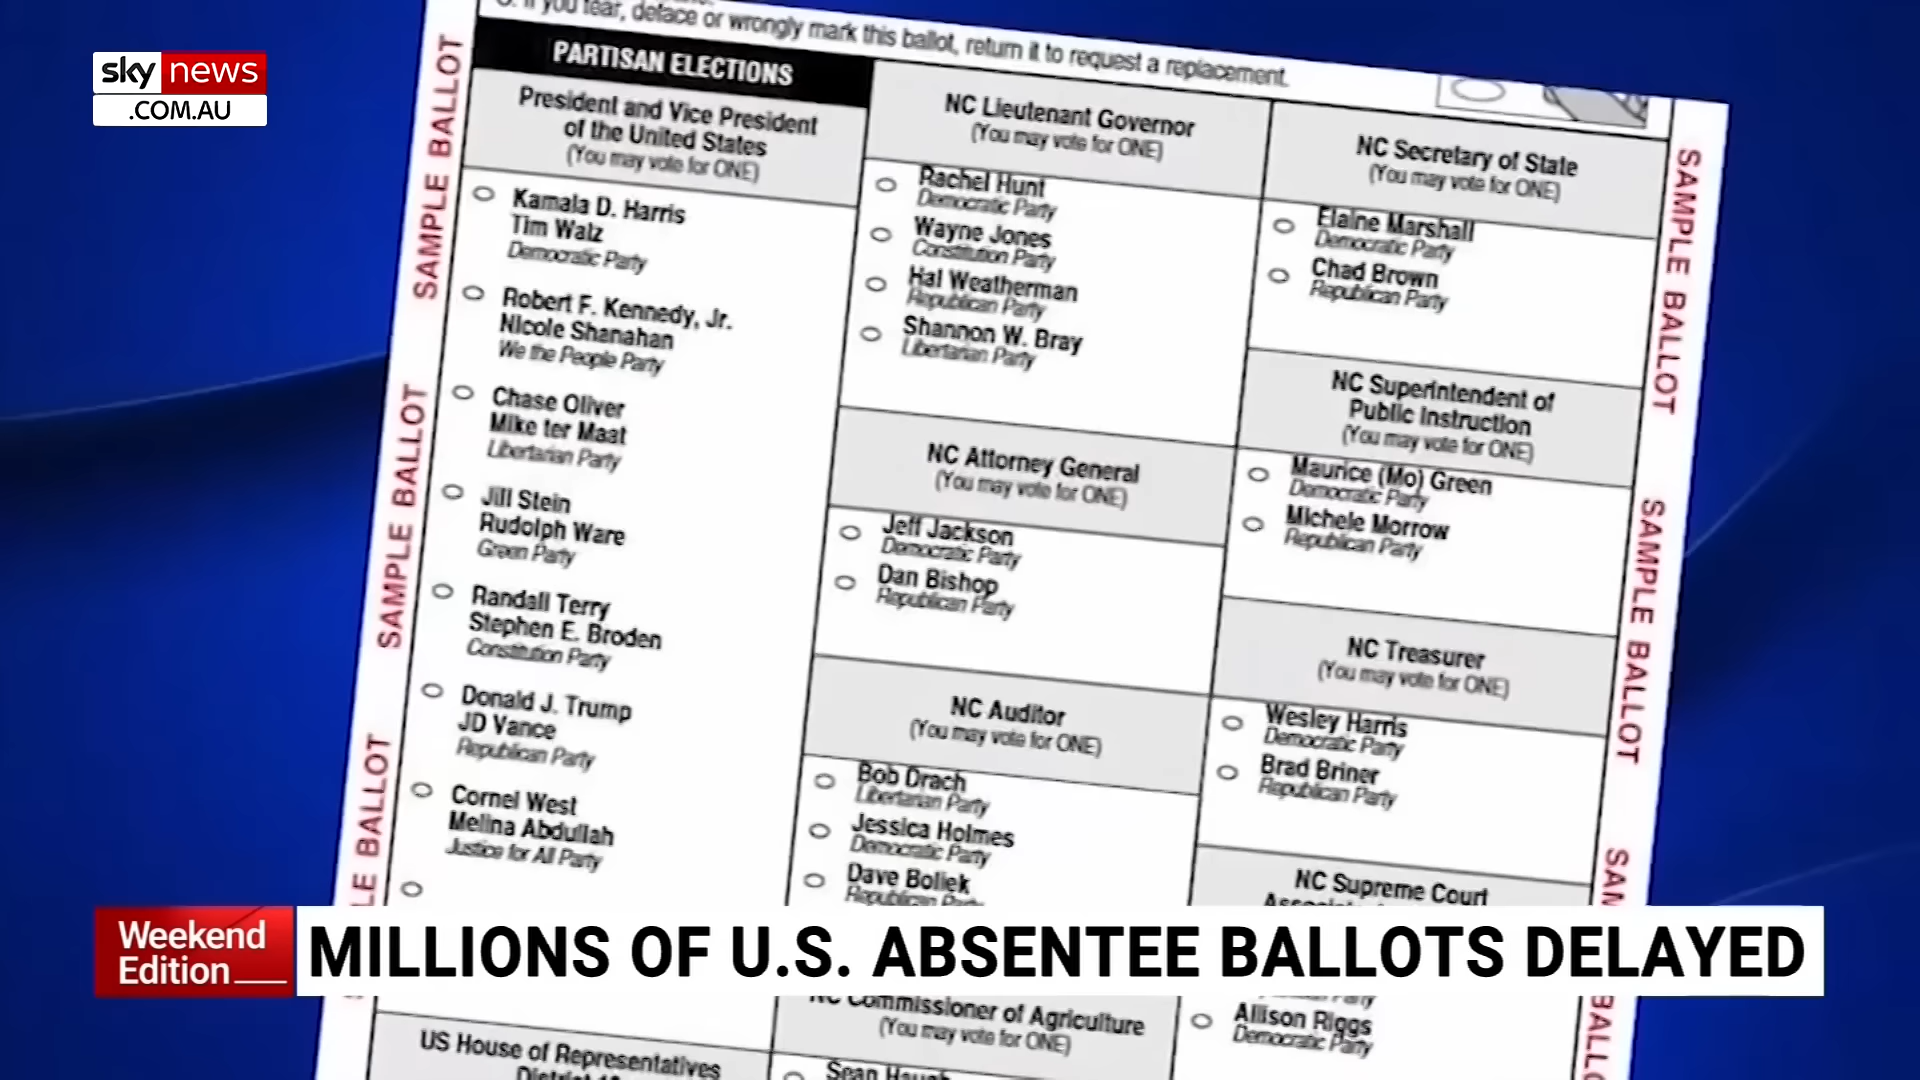 sky news
.COM.AU
If you tear, deface or wrongly mark this ballot, return it to request a replacement.
SAMPLE BALLOT
SAMPLE BALLOT
BALLOT
PARTISAN ELECTIONS
President and Vice President
of the United States
(You may vote for ONE)
Kamala D. Harris
Tim Walz
Democratic Party
Robert F. Kennedy, Jr.
Nicole Shanahan
We the People Party
Chase Oliver
Mike ter Maat
Libertarian Party
Jill Stein
Rudolph Ware
Green Party
Randall Terry
Stephen E. Broden
Constitution Party
Donald J. Trump
JD Vance
Republican Party
Cornel West
Melina Abdullah
Justice for All Party
US House of Representatives
District
NC Lieutenant Governor
(You may vote for ONE)
Rachel Hunt
Democratic Party
Wayne Jones
Constitution Party
Hal Weatherman
Republican Party
Shannon W. Bray
Libertarian Party
NC Attorney General
(You may vote for ONE)
Jeff Jackson
Democratic Party
Dan Bishop
Republican Party
NC Auditor
(You may vote for ONE)
Bob Drach
Libertarian Party
Jessica Holmes
Democratic Party
Dave Boliek
Republican Party
NC Commissioner of Agriculture
(You may vote for ONE)
Sean Haugh
NC Secretary of State
(You may vote for ONE)
Elaine Marshall
Democratic Party
Chad Brown
Republican Party
NC Superintendent of
Public Instruction
(You may vote for ONE)
Maurice (Mo) Green
Democratic Party
Michele Morrow
Republican Party
NC Treasurer
(You may vote for ONE)
Wesley Harris
Democratic Party
Brad Briner
Republican Party
NC Supreme Court
Party
Allison Riggs
Democratic Party
SAMPLE BALLOT
SAMPLE BALLOT
Weekend
Edition
MILLIONS OF U.S. ABSENTEE BALLOTS DELAYED